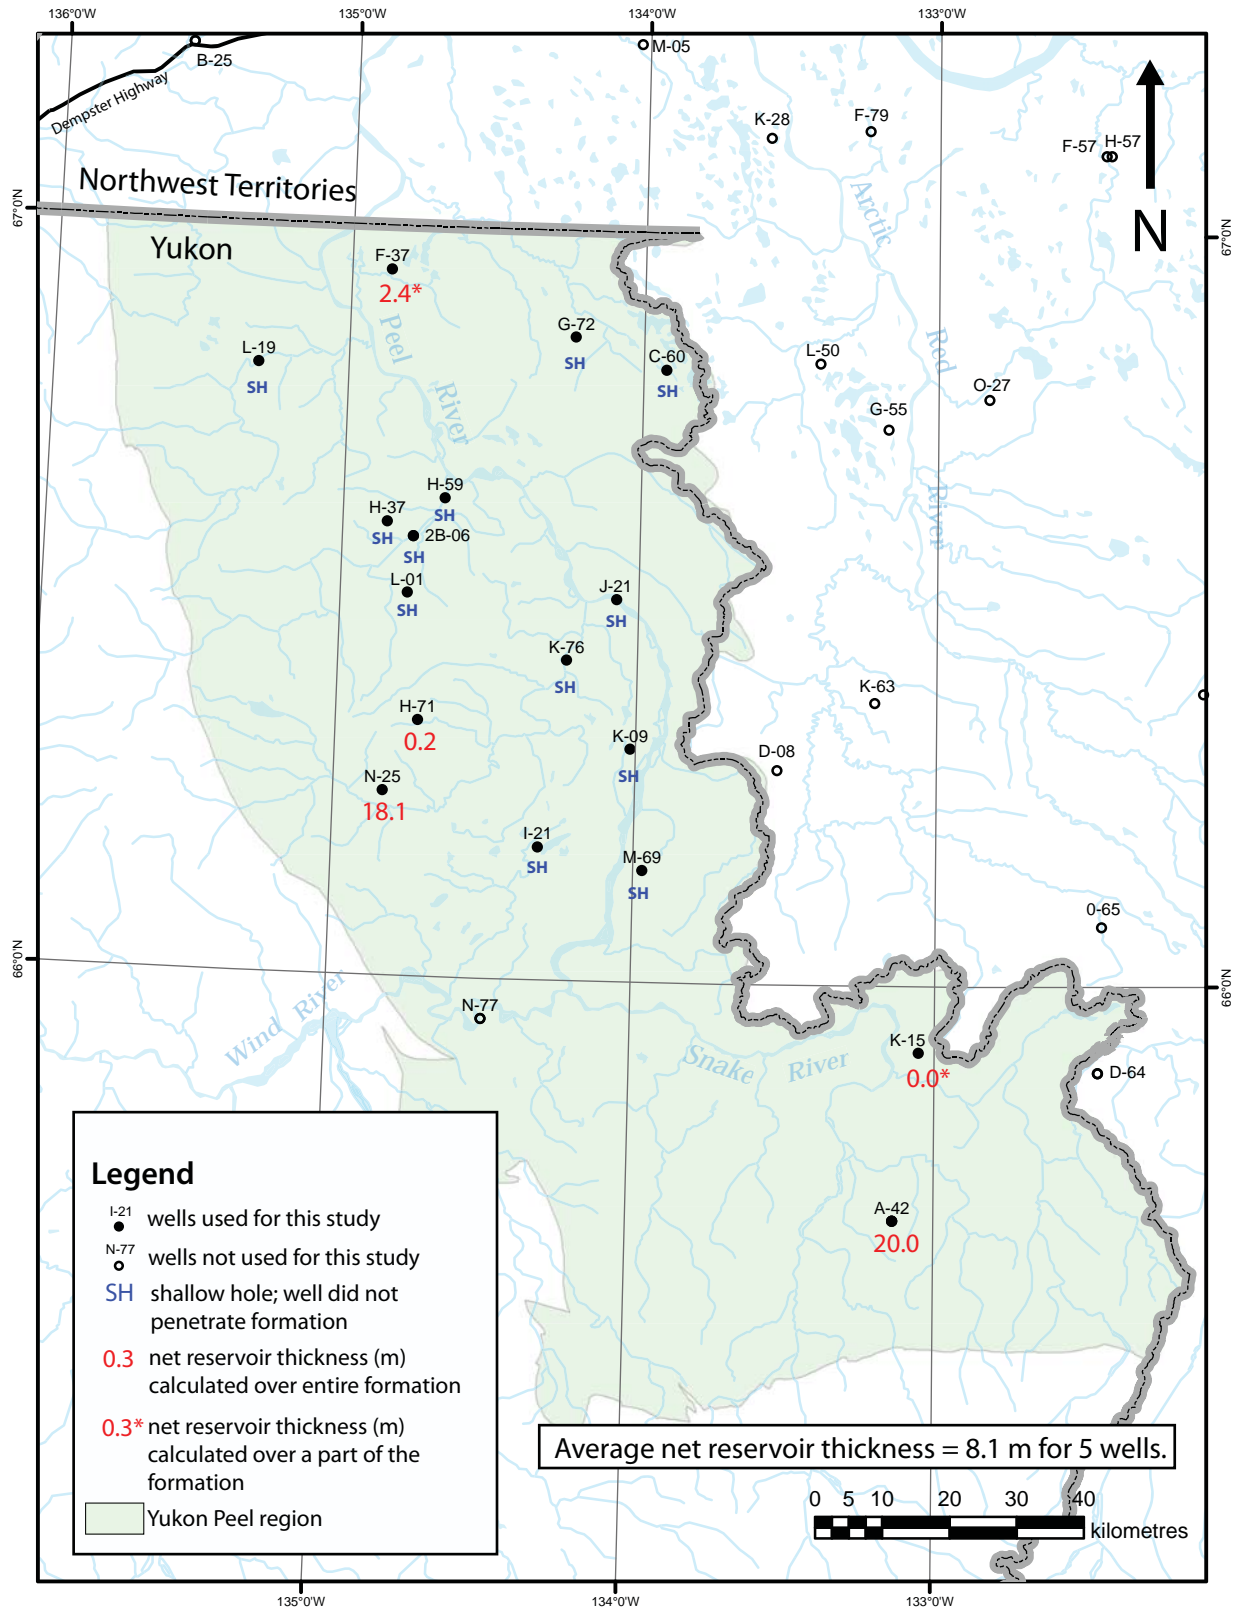 136°0'W
135°0'W
134°0'W
133°0'W
B-25
M-05
Dempster Highway
K-28
F-79
F-57
H-57
Northwest Territories
67°0'N
67°0'N
Yukon
N
Arctic
Red
River
F-37
2.4*
Peel
River
G-72
SH
C-60
SH
L-19
SH
L-50
O-27
G-55
H-59
SH
H-37
SH
2B-06
SH
L-01
SH
J-21
SH
K-76
SH
K-63
H-71
0.2
K-09
SH
D-08
N-25
18.1
I-21
SH
M-69
SH
0-65
66°0'N
66°0'N
Wind River
N-77
Snake River
K-15
0.0*
D-64
A-42
20.0
Legend
I-21
wells used for this study
N-77
wells not used for this study
SH shallow hole; well did not
penetrate formation
0.3 net reservoir thickness (m)
calculated over entire formation
0.3* net reservoir thickness (m)
calculated over a part of the
formation
Yukon Peel region
Average net reservoir thickness = 8.1 m for 5 wells.
0 5 10 20 30 40
kilometres
135°0'W
134°0'W
133°0'W